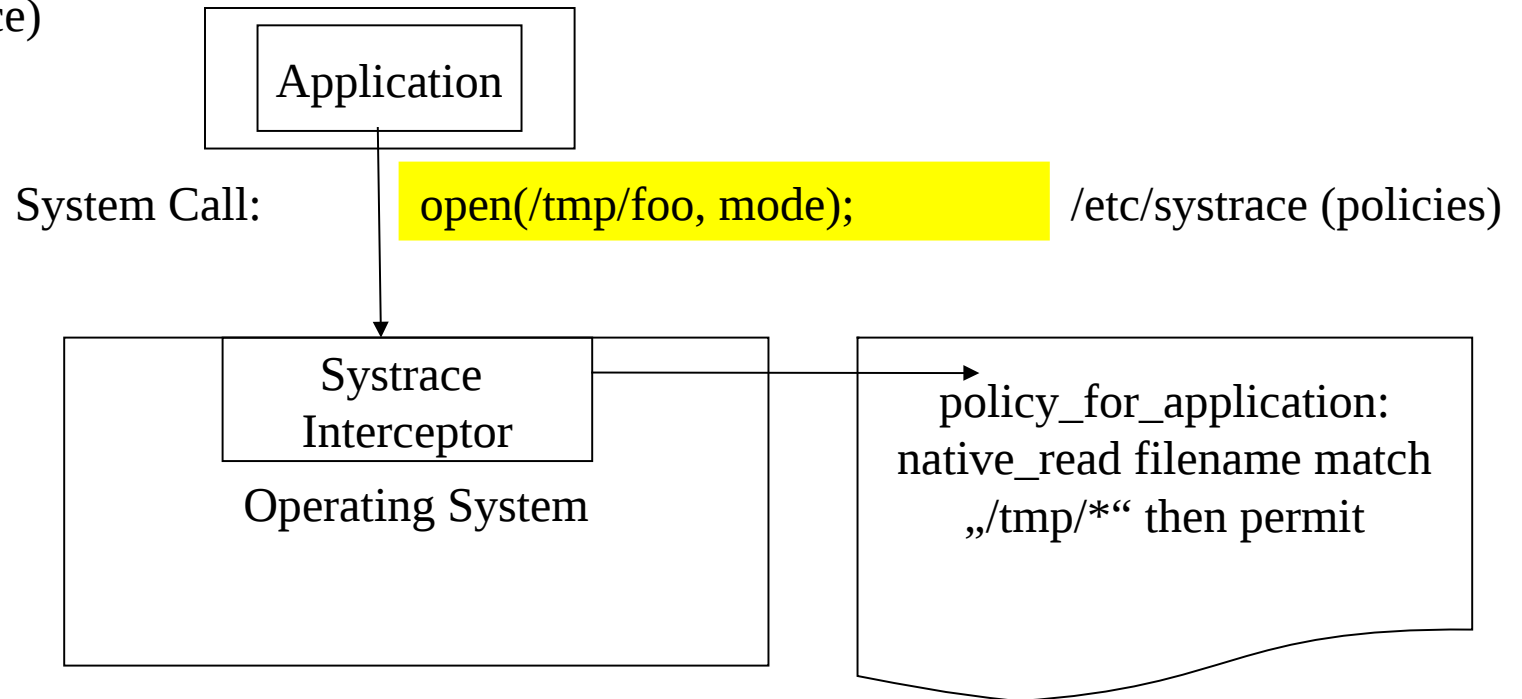 ce)
Application
System Call:
open(/tmp/foo, mode);
/etc/systrace (policies)
Systrace
Interceptor
Operating System
policy_for_application:
native_read filename match
„/tmp/*“ then permit